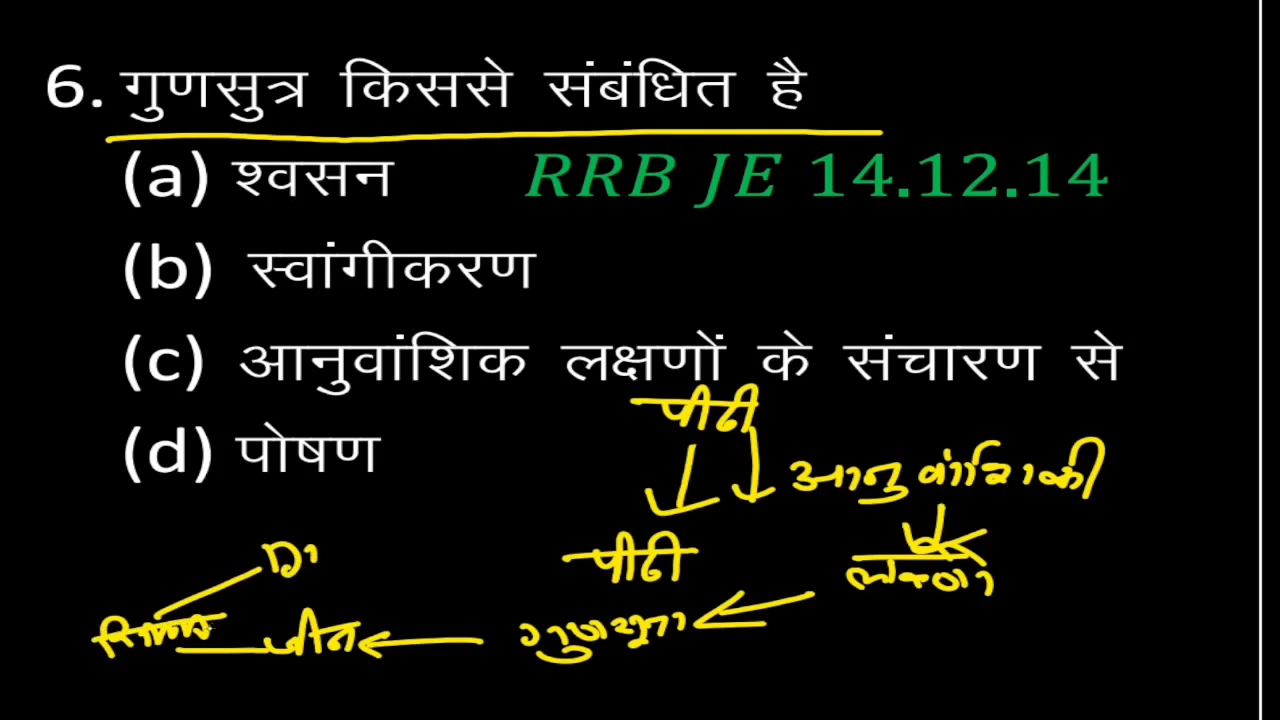 6. गुणसुत्र किससे संबंधित है
(a) श्वसन RRB JE 14.12.14
(b) स्वांगीकरण
(c) आनुवांशिक लक्षणों के संचारण से
(d) पोषण
पीढी
आनुवांशिकी
पीढी
लक्षणो
जीन गुणसूत्र